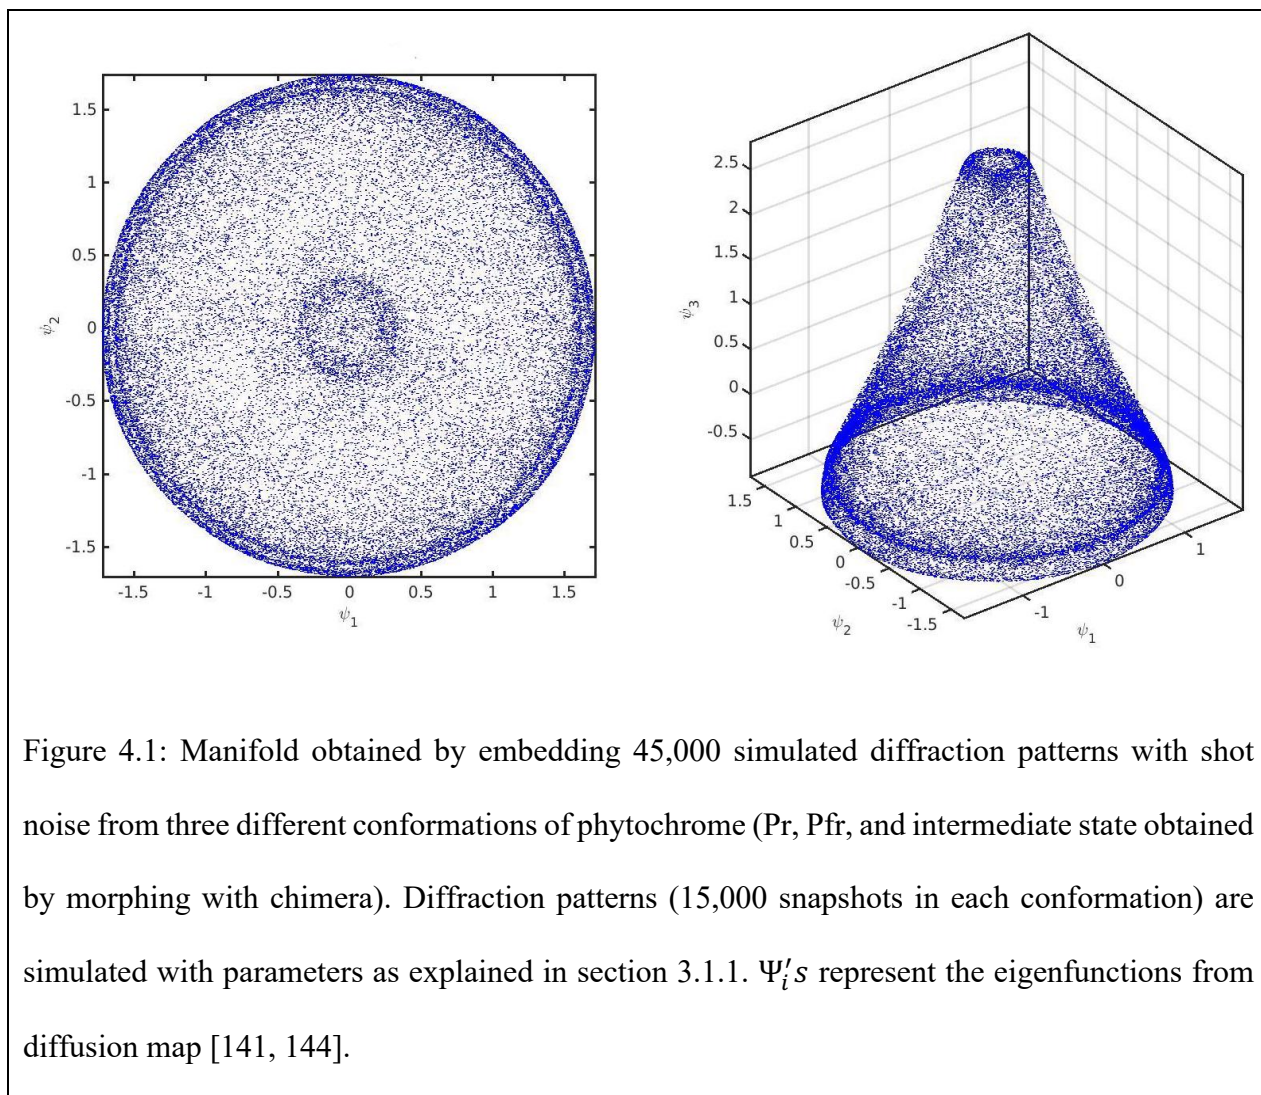 1.5
1
0.5
0
-0.5
-1
-1.5
ψ2
-1.5 -1 -0.5 0 0.5 1 1.5
ψ1
2.5
2
1.5
1
0.5
0
-0.5
ψ3
1.5
1
0.5
0
-0.5
-1
-1.5
ψ2
-1
0
1
ψ1
Figure 4.1: Manifold obtained by embedding 45,000 simulated diffraction patterns with shot
noise from three different conformations of phytochrome (Pr, Pfr, and intermediate state obtained
by morphing with chimera). Diffraction patterns (15,000 snapshots in each conformation) are
simulated with parameters as explained in section 3.1.1. Ψi′s represent the eigenfunctions from
diffusion map [141, 144].